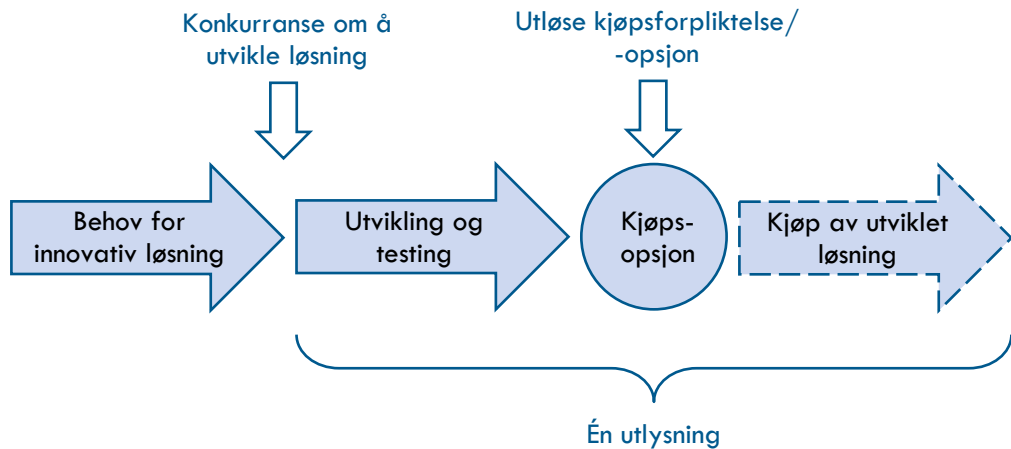 Konkurranse om å
utvikle løsning
Utløse kjøpsforpliktelse/
-opsjon
Behov for
innovativ løsning
Utvikling og
testing
Kjøps-
opsjon
Kjøp av utviklet
løsning
Én utlysning